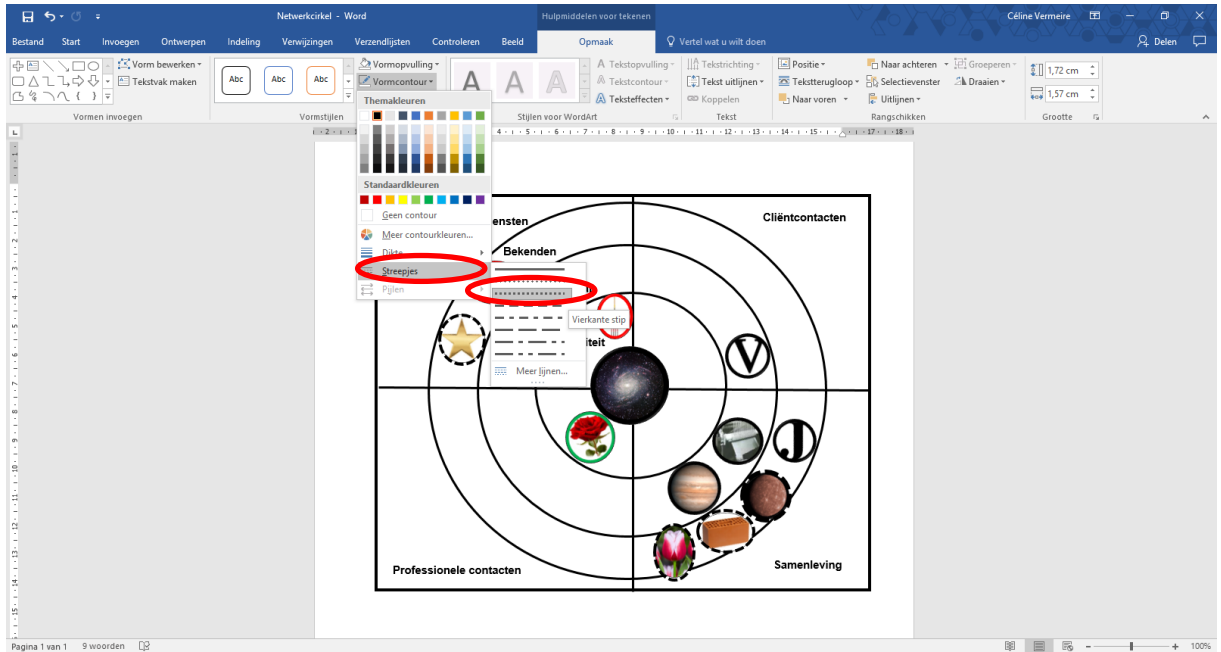 Netwerkcirkel - Word
Hulpmiddelen voor tekenen
Céline Vermeire
Bestand Start Invoegen Ontwerpen Indeling Verwijzingen Verzendlijsten Controleren Beeld Opmaak Vertel wat u wilt doen Delen
Vorm bewerken
Tekstvak maken
Vormen invoegen
Abc Abc Abc
Vormstijlen
Vormopvulling
Vormcontour
A A A
Tekstopvulling
Tekstcontour
Teksteffecten
Stijlen voor WordArt
Tekstrichting
Tekst uitlijnen
Koppelen
Tekst
Positie
Tekstterugloop
Naar voren
Naar achteren
Selectievenster
Uitlijnen
Groeperen
Draaien
Rangschikken
1,72 cm
1,57 cm
Grootte
Themakleuren
Standaardkleuren
Geen contour
Meer contourkleuren...
Dikte
Streepjes
Pijlen
Vierkante stip
Meer lijnen...
ensten
Bekenden
iteit
Cliëntcontacten
V
J
Professionele contacten
Samenleving
Pagina 1 van 1 9 woorden
100%